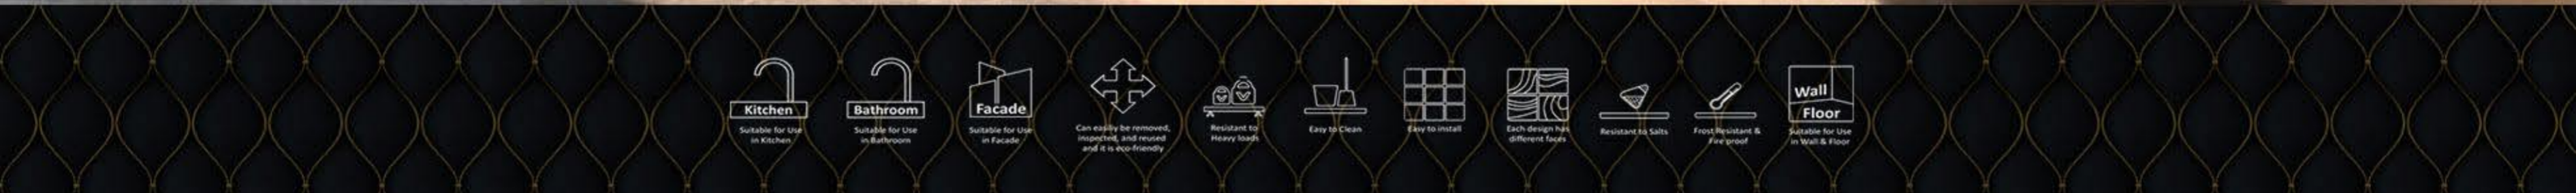 Kitchen
Suitable for Use
in Kitchen
Bathroom
Suitable for Use
in Bathroom
Facade
Suitable for Use
in Facade
Can easily be removed,
inspected, and reused
and it is eco-friendly
Resistant to
Heavy loads
Easy to Clean
Easy to install
Each design has
different faces
Resistant to Salts
Frost Resistant &
Fire proof
Wall
Floor
Suitable for Use
in Wall & Floor